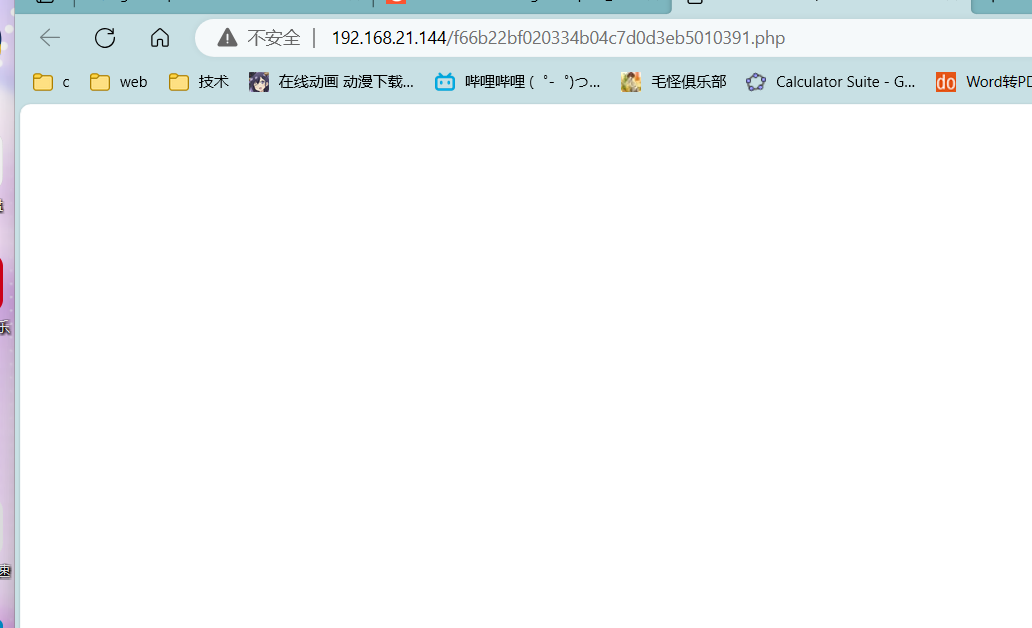 不安全 | 192.168.21.144/f66b22bf020334b04c7d0d3eb5010391.php
c web 技术 在线动画 动漫下载... 哔哩哔哩 ( ゜- ゜)つ... 毛怪俱乐部 Calculator Suite - G... do Word转PD
乐
速